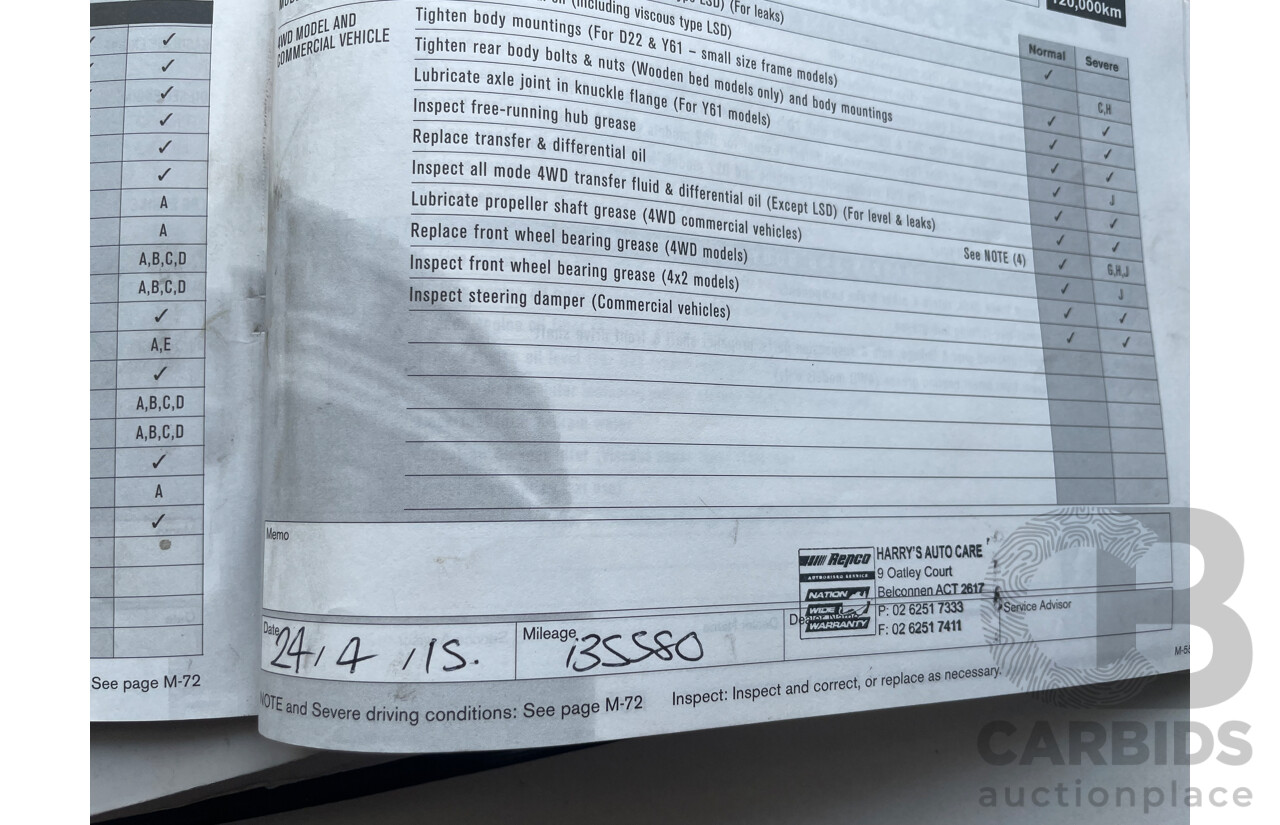 120,000km
(including viscous type LSD) (For leaks)
LSD)
4WD MODEL AND
COMMERCIAL VEHICLE
Normal
Severe
Tighten body mountings (For D22 & Y61 – small size frame models)
✓
C,H
Tighten rear body bolts & nuts (Wooden bed models only) and body mountings
✓
✓
Lubricate axle joint in knuckle flange (For Y61 models)
✓
✓
Inspect free-running hub grease
✓
✓
Replace transfer & differential oil
✓
J
Inspect all mode 4WD transfer fluid & differential oil (Except LSD) (For level & leaks)
✓
✓
Lubricate propeller shaft grease (4WD commercial vehicles)
✓
✓
Replace front wheel bearing grease (4WD models)
See NOTE (4)
✓
G,H,J
Inspect front wheel bearing grease (4x2 models)
✓
J
Inspect steering damper (Commercial vehicles)
✓
✓
✓
✓
✓
✓
✓
✓
✓
✓
A
A
A,B,C,D
A,B,C,D
✓
A,E
✓
A,B,C,D
A,B,C,D
✓
A
✓
See page M-72
Memo
Repco
AUTHORISED SERVICE
NATION
WIDE
WARRANTY
HARRY'S AUTO CARE
9 Oatley Court
Belconnen ACT 2617
P: 02 6251 7333
F: 02 6251 7411
Date
24, 4, 15.
Mileage
135580
Service Advisor
NOTE and Severe driving conditions: See page M-72
Inspect: Inspect and correct, or replace as necessary.
CB
CARBIDS
auctionplace